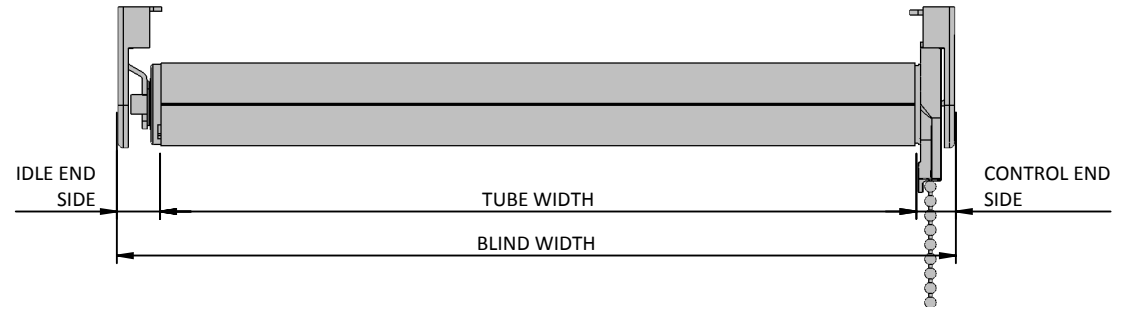 IDLE END
SIDE
TUBE WIDTH
CONTROL END
SIDE
BLIND WIDTH